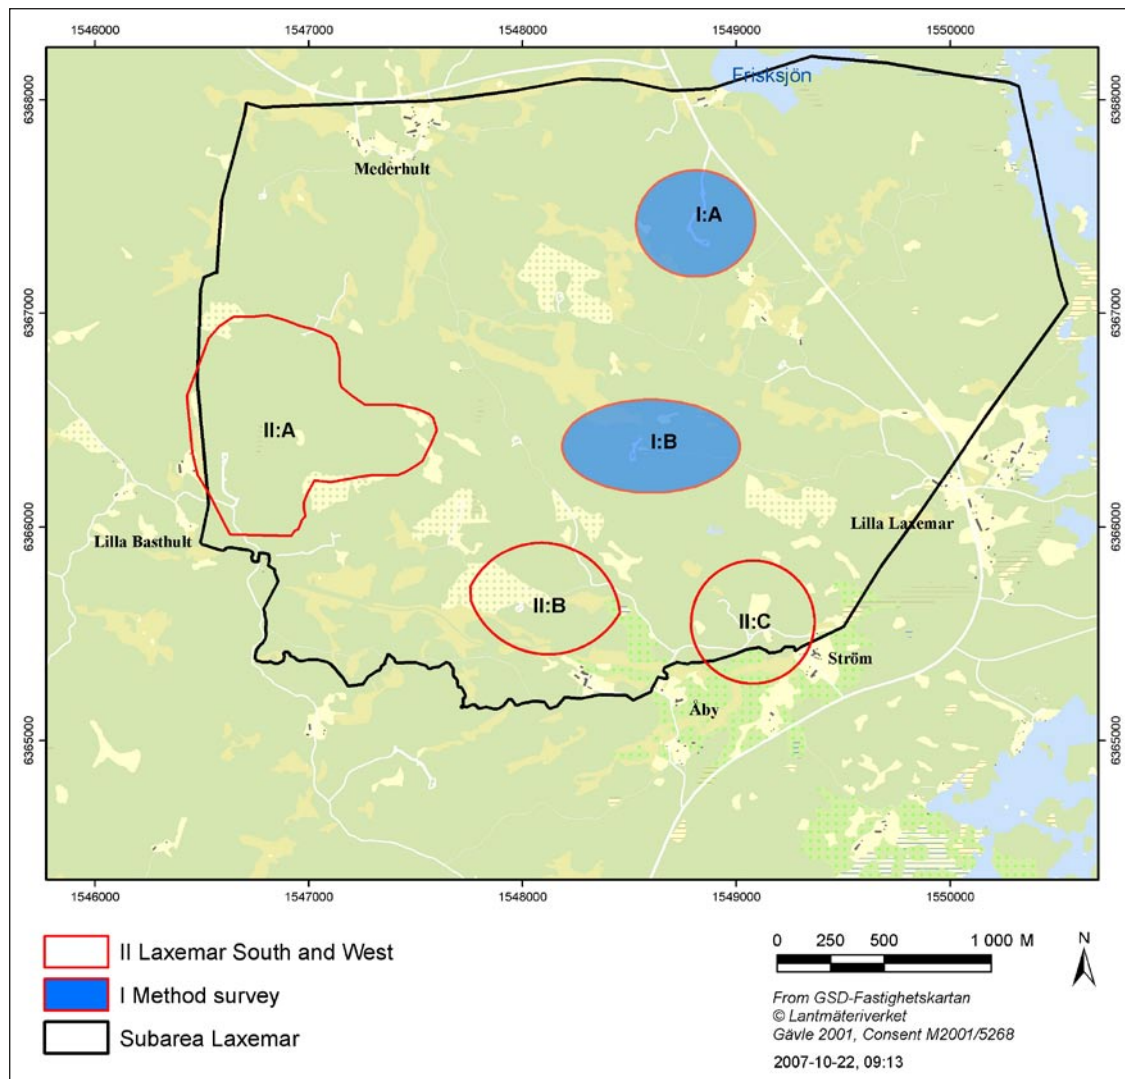 1546000 1547000 1548000 1549000 1550000
Frisksjön
6368000 6368000
Mederhult
I:A
6367000 6367000
II:A
I:B
Lilla Laxemar
6366000 6366000
Lilla Basthult
II:B
II:C
Ström
Åby
6365000 6365000
1546000 1547000 1548000 1549000 1550000
II Laxemar South and West
I Method survey
Subarea Laxemar
0 250 500 1 000 M
N
From GSD-Fastighetskartan
© Lantmäteriverket
Gävle 2001, Consent M2001/5268
2007-10-22, 09:13